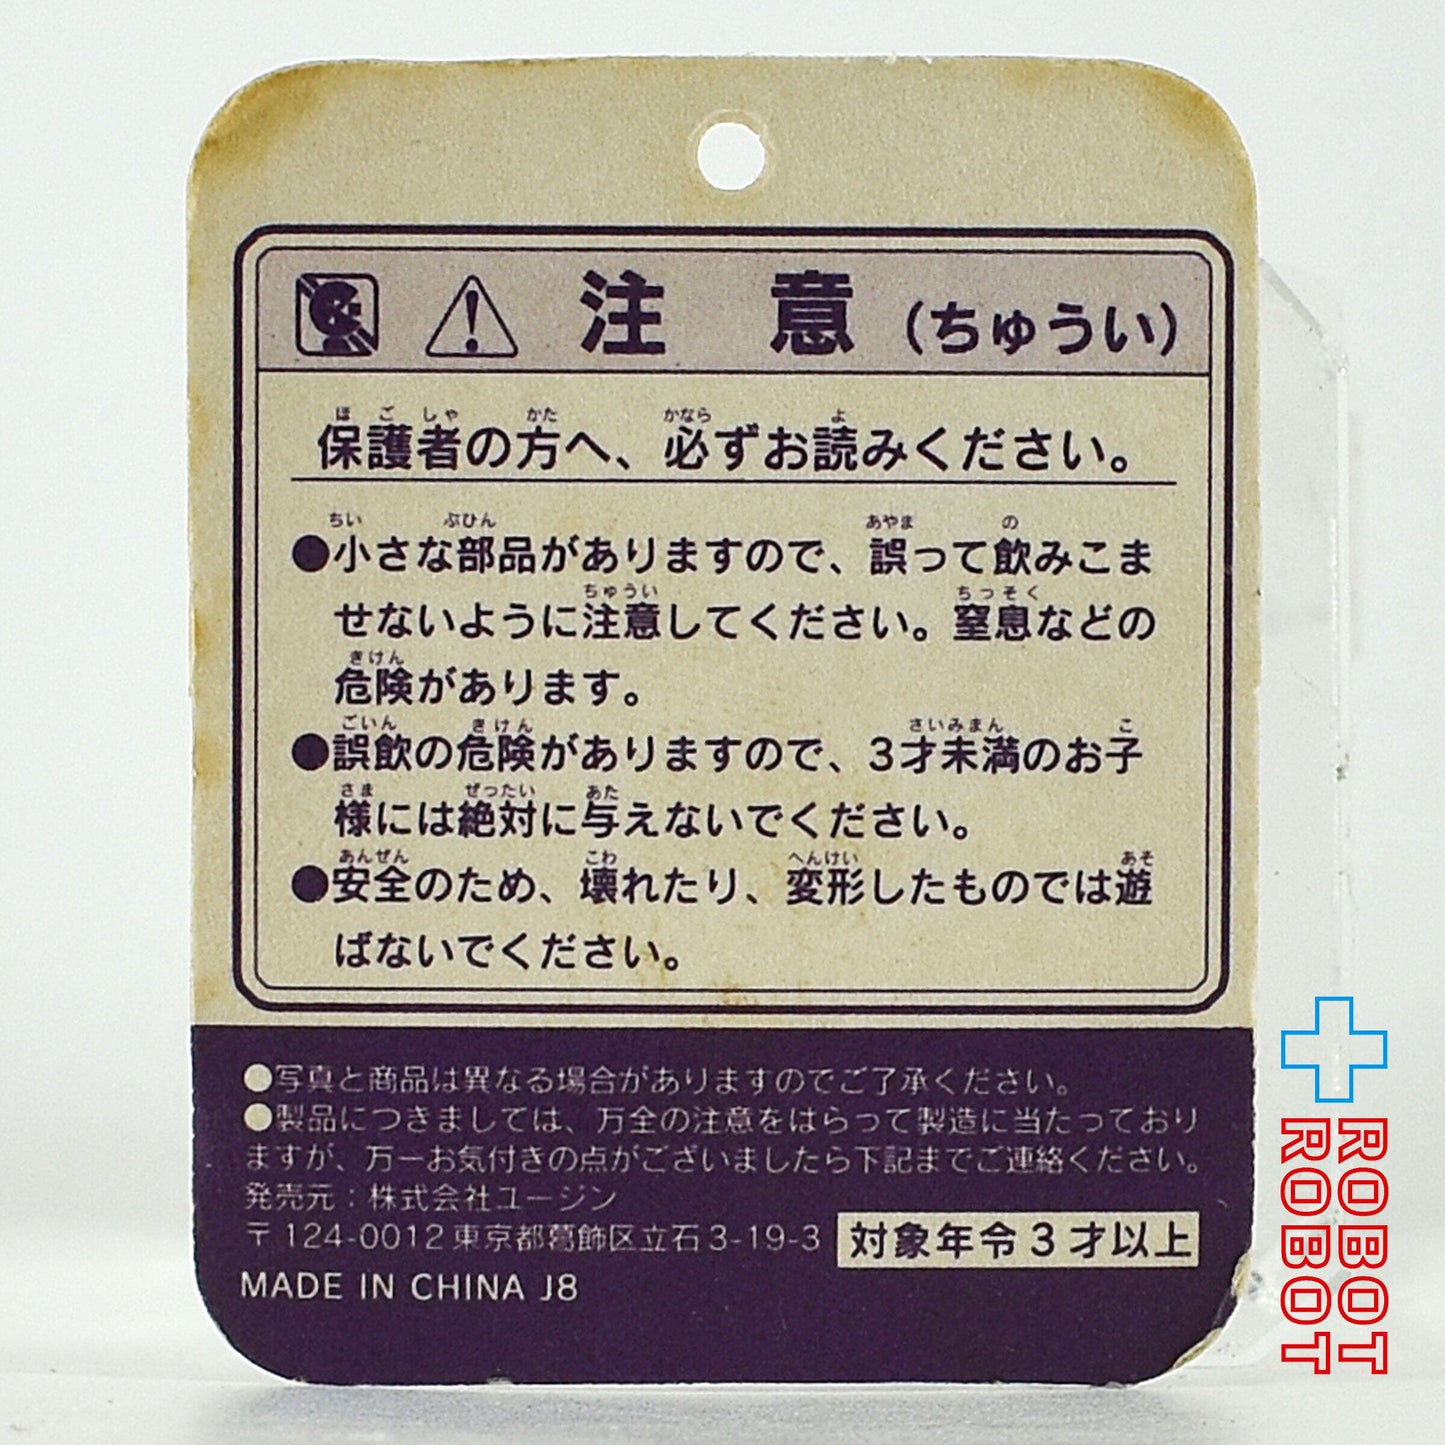 注意(ちゅうい)
保護者の方へ、必ずお読みください。
●小さな部品がありますので、誤って飲みこま
せないように注意してください。窒息などの
危険があります。
●誤飲の危険がありますので、3才未満のお子
様には絶対に与えないでください。
●安全のため、壊れたり、変形したものでは遊
ばないでください。
●写真と商品は異なる場合がありますのでご了承ください。
●製品につきましては、万全の注意をはらって製造に当たっており
ますが、万一お気付きの点がございましたら下記までご連絡ください。
発売元:株式会社ユージン
〒124-0012東京都葛飾区立石3-19-3
対象年令3才以上
MADE IN CHINA J8
ROBOT
ROBOT